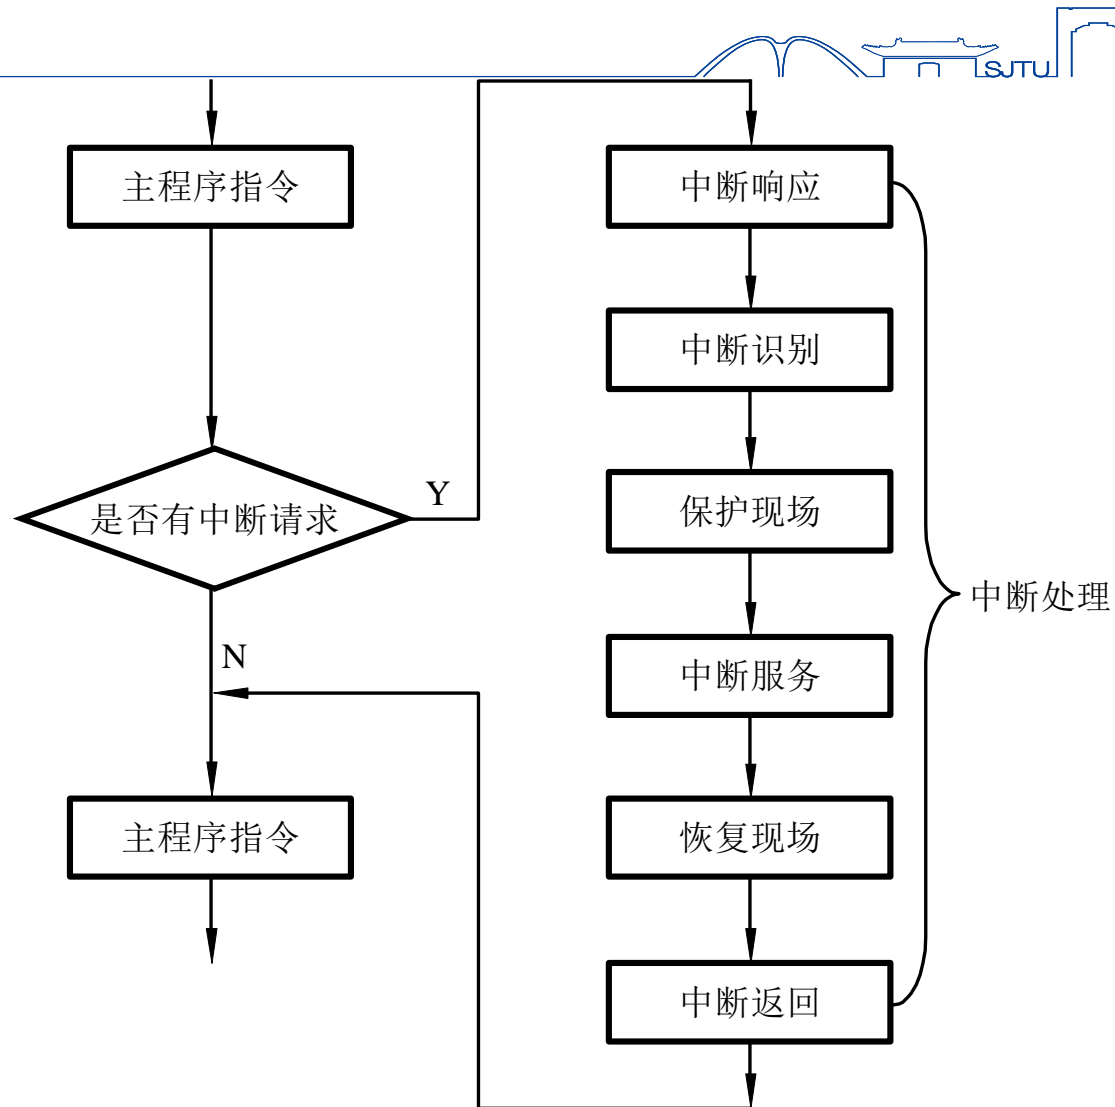 SJTU
主程序指令
是否有中断请求
Y
N
主程序指令
中断响应
中断识别
保护现场
中断服务
恢复现场
中断返回
中断处理